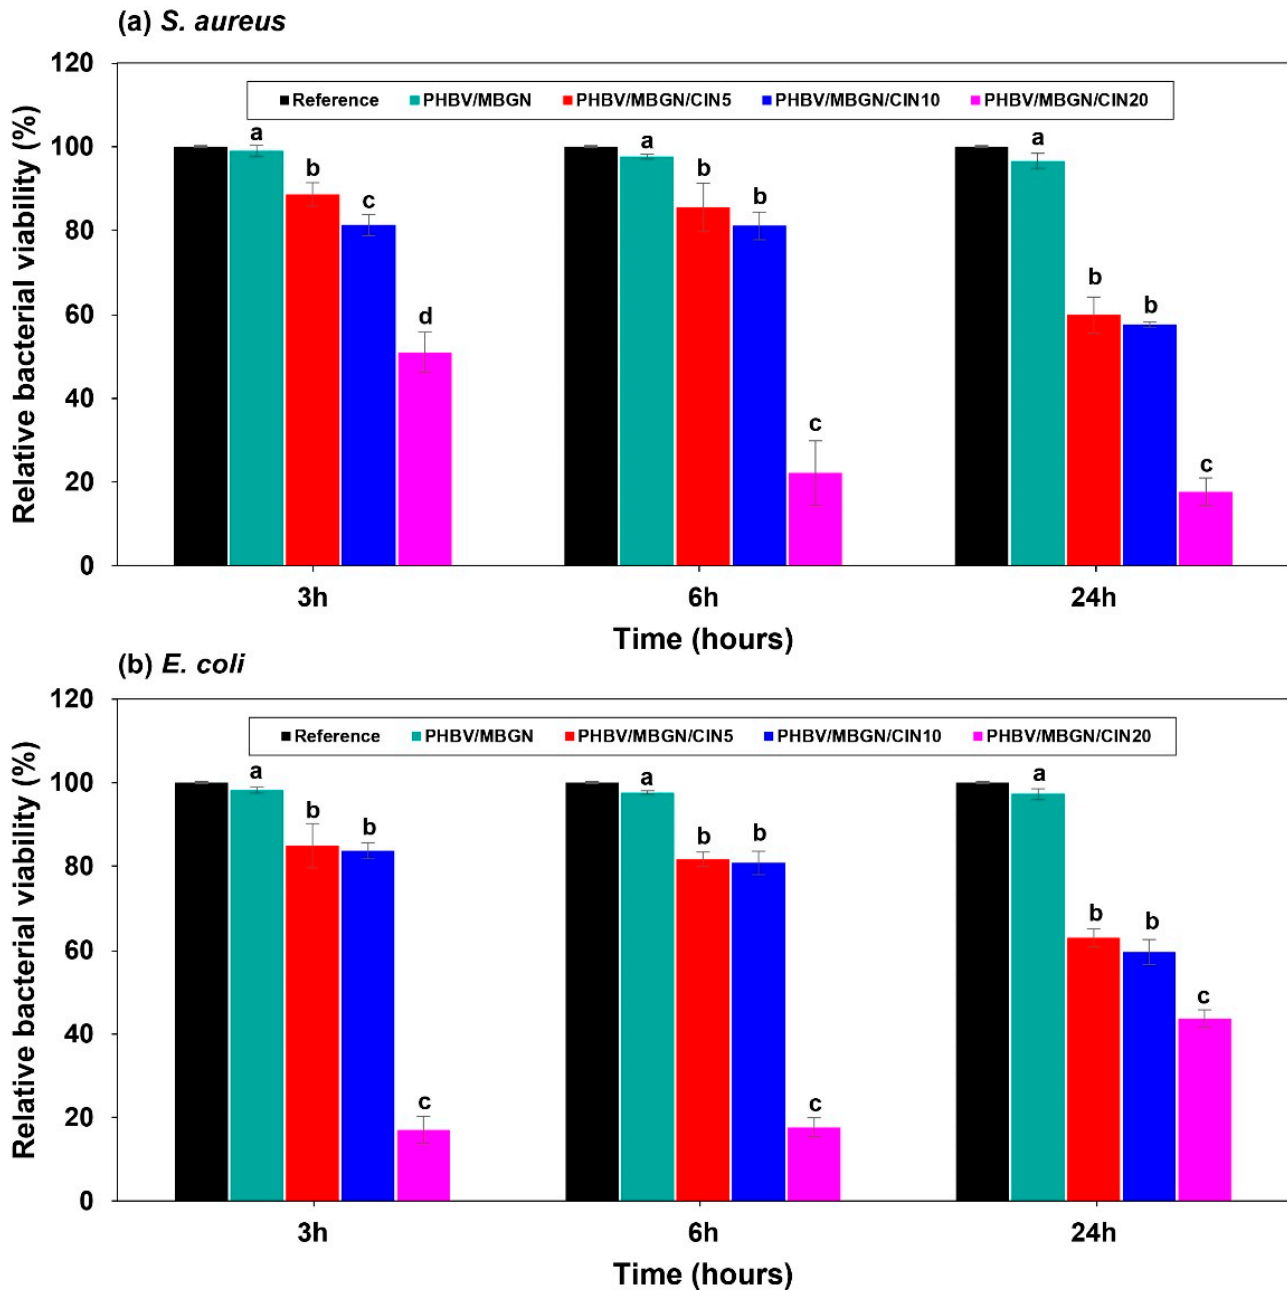 (a) S. aureus
Relative bacterial viability (%)
120
100
80
60
40
20
0
Reference PHBV/MBGN PHBV/MBGN/CIN5 PHBV/MBGN/CIN10 PHBV/MBGN/CIN20
a b c d
a b b c
a b b c
3h 6h 24h
Time (hours)
(b) E. coli
Relative bacterial viability (%)
120
100
80
60
40
20
0
Reference PHBV/MBGN PHBV/MBGN/CIN5 PHBV/MBGN/CIN10 PHBV/MBGN/CIN20
a b b c
a b b c
a b b c
3h 6h 24h
Time (hours)